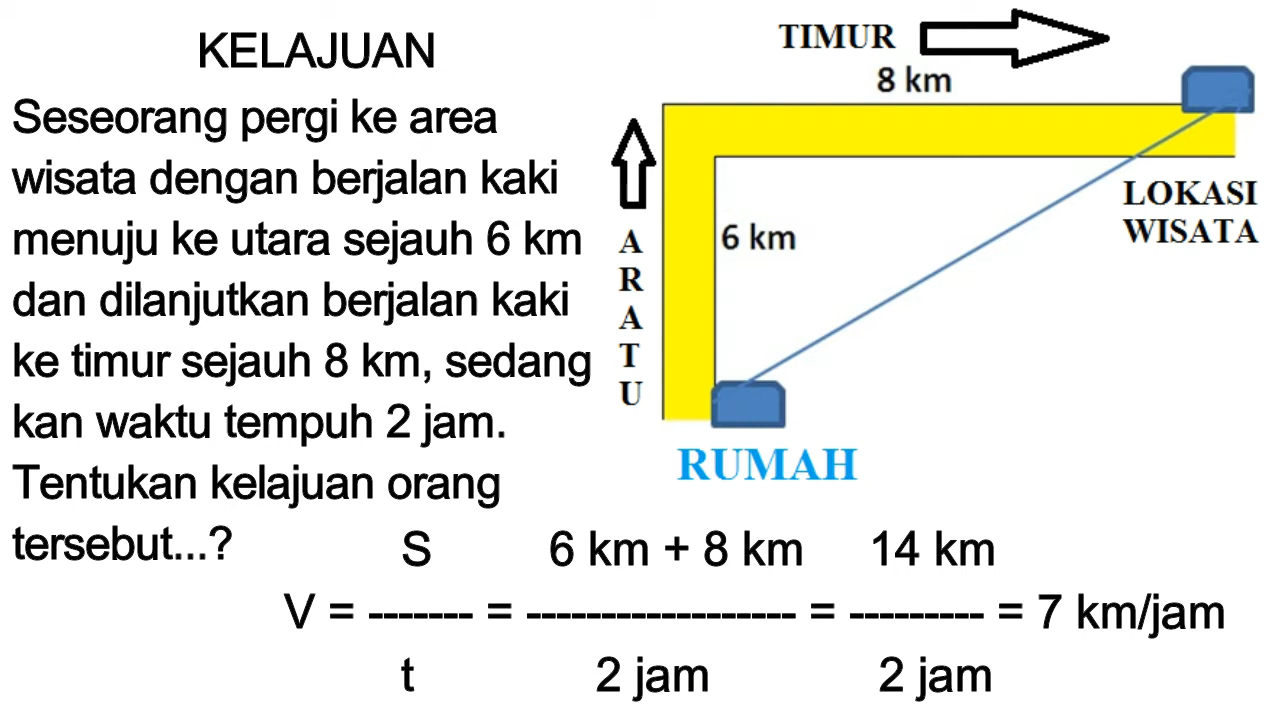 KELAJUAN
Seseorang pergi ke area
wisata dengan berjalan kaki
menuju ke utara sejauh 6 km
dan dilanjutkan berjalan kaki
ke timur sejauh 8 km, sedang
kan waktu tempuh 2 jam.
Tentukan kelajuan orang
tersebut...?
TIMUR
8 km
A
R
A
T
U
6 km
LOKASI
WISATA
RUMAH
S 6 km + 8 km 14 km
V = ------- = ------------------ = --------- = 7 km/jam
t 2 jam 2 jam